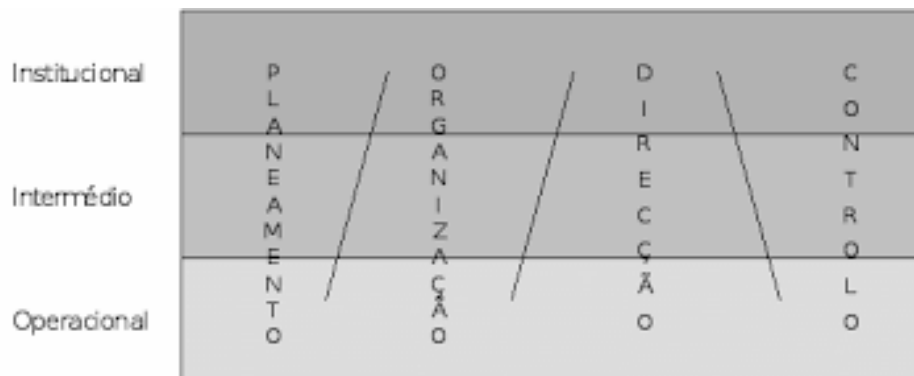 Institucional
Intermédio
Operacional
PLANEAMENTO
ORGANIZAÇÃO
DIRECÇÃO
CONTROLO